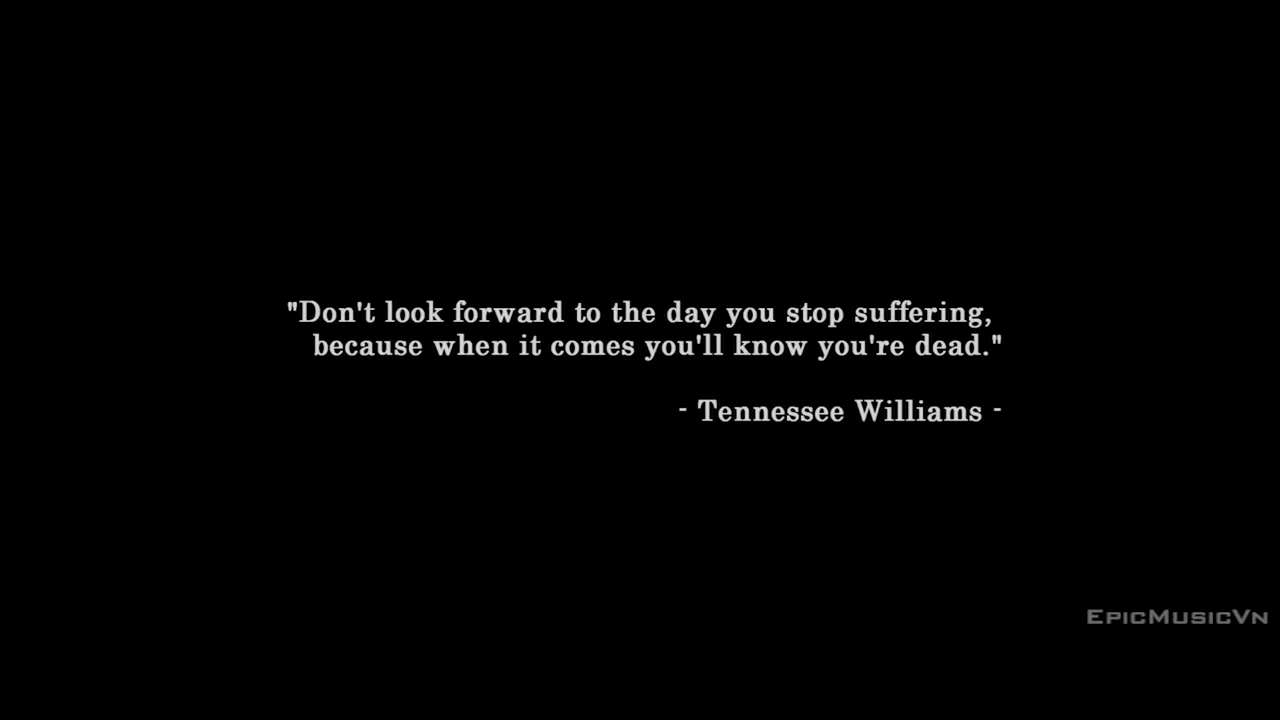 "Don't look forward to the day you stop suffering,
because when it comes you'll know you're dead."
- Tennessee Williams -
EpicMusicVn